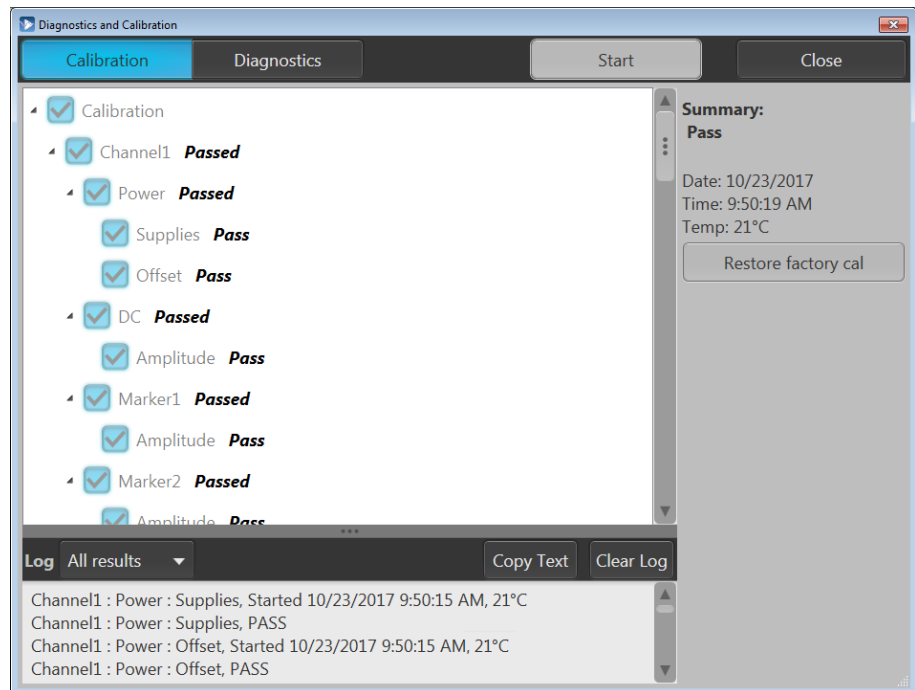 Diagnostics and Calibration
Calibration Diagnostics Start Close
Calibration
Channel1 Passed
Power Passed
Supplies Pass
Offset Pass
DC Passed
Amplitude Pass
Marker1 Passed
Amplitude Pass
Marker2 Passed
Amplitude Pass
Summary:
Pass
Date: 10/23/2017
Time: 9:50:19 AM
Temp: 21°C
Restore factory cal
Log All results Copy Text Clear Log
Channel1 : Power : Supplies, Started 10/23/2017 9:50:15 AM, 21°C
Channel1 : Power : Supplies, PASS
Channel1 : Power : Offset, Started 10/23/2017 9:50:15 AM, 21°C
Channel1 : Power : Offset, PASS